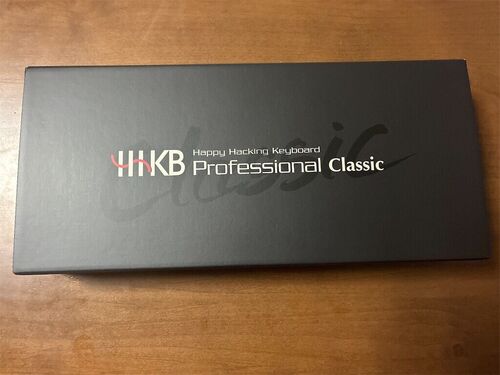 HHKB
Happy Hacking Keyboard
Professional Classic
Classic